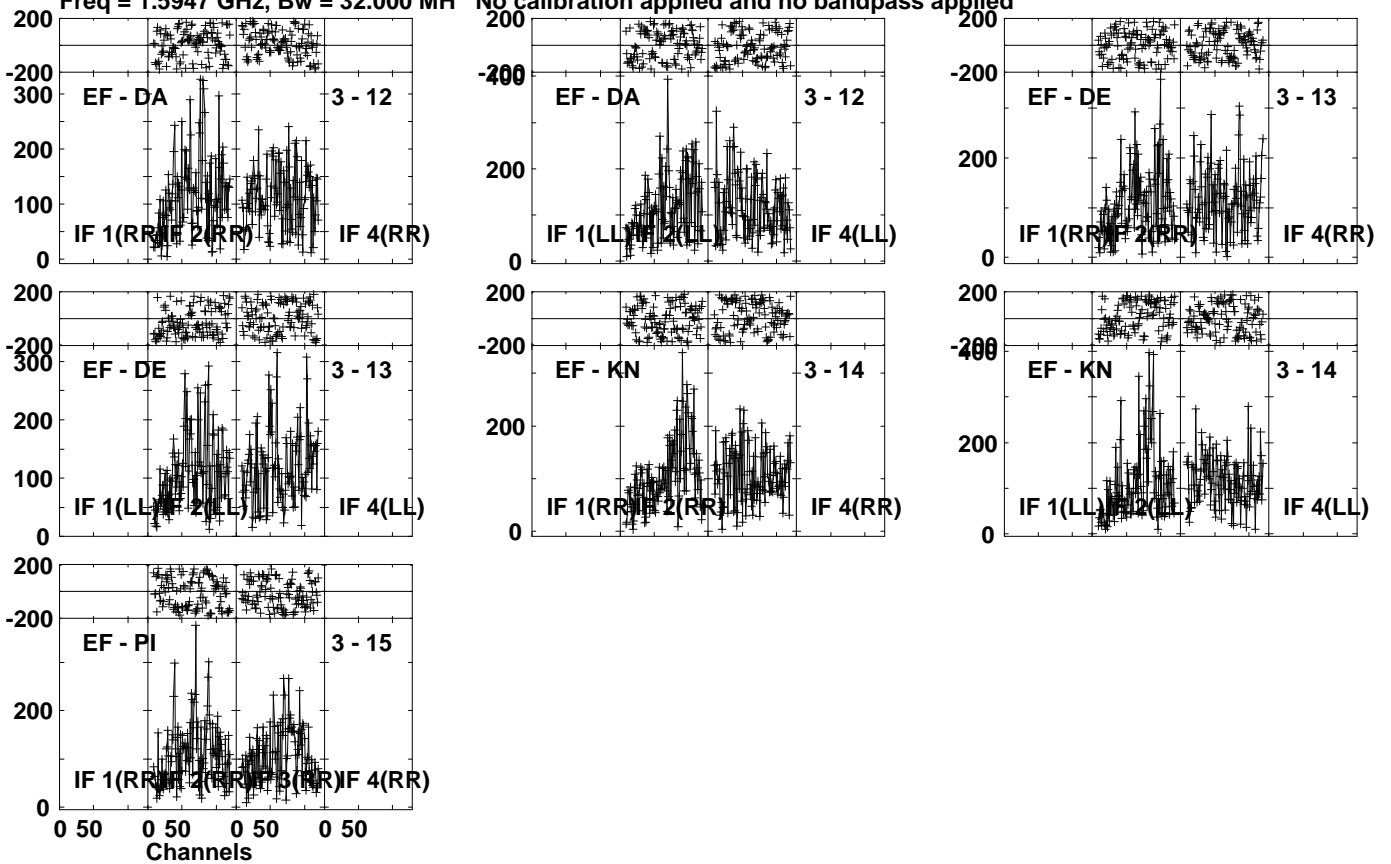 Freq = 1.5947 GHz, Bw = 32.000 MH No calibration applied and no bandpass applied
200
-200
300
200
100
0
EF - DA
3 - 12
IF 1(RR)
IF 2(RR)
IF 4(RR)
200
-200
400
200
0
EF - DA
3 - 12
IF 1(LL)
IF 2(LL)
IF 4(LL)
200
-200
200
0
EF - DE
3 - 13
IF 1(RR)
IF 2(RR)
IF 4(RR)
200
-200
300
200
100
0
EF - DE
3 - 13
IF 1(LL)
IF 2(LL)
IF 4(LL)
200
-200
200
0
EF - KN
3 - 14
IF 1(RR)
IF 2(RR)
IF 4(RR)
200
-200
400
200
0
EF - KN
3 - 14
IF 1(LL)
IF 2(LL)
IF 4(LL)
200
-200
200
0
EF - PI
3 - 15
IF 1(RR)
IF 2(RR)
IF 3(RR)
IF 4(RR)
0 50 0 50 0 50 0 50
Channels